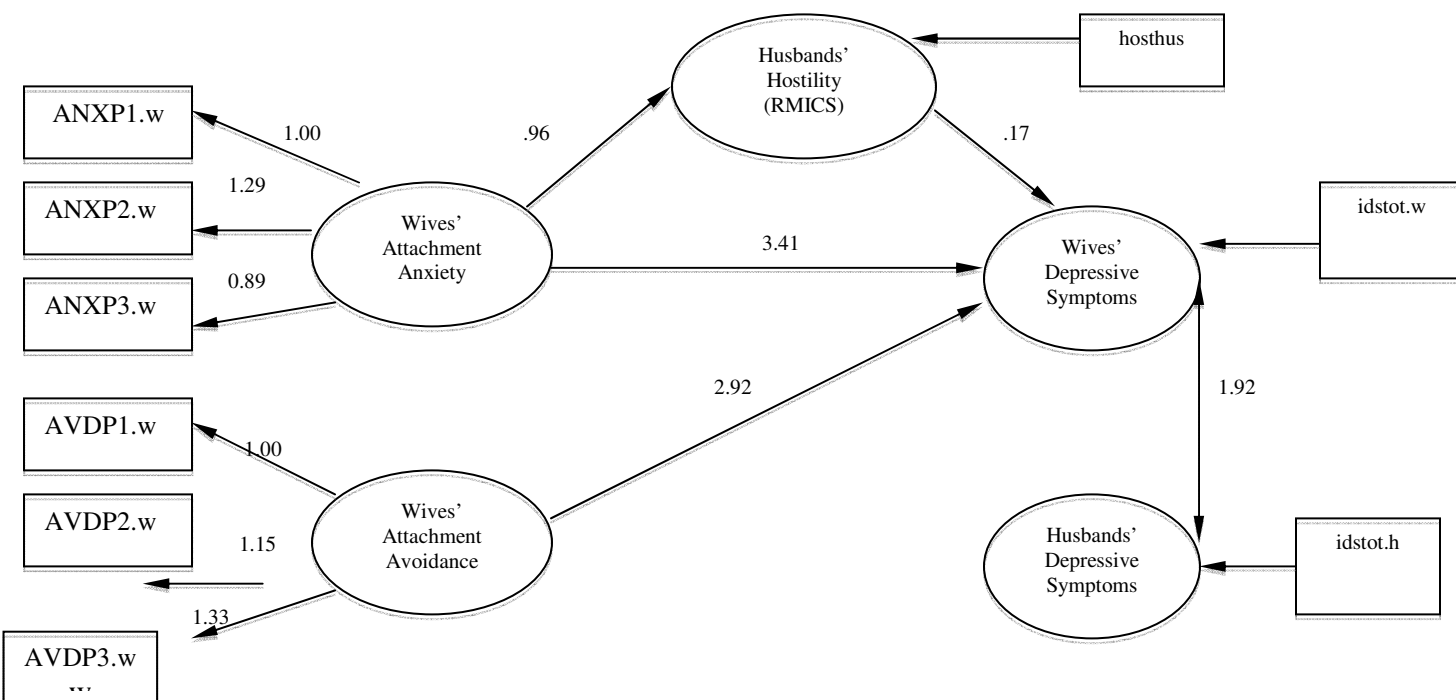 Husbands'
Hostility
(RMICS)
hosthus
ANXP1.w
1.00
.96
.17
1.29
ANXP2.w
Wives'
Attachment
Anxiety
3.41
Wives'
Depressive
Symptoms
idstot.w
0.89
ANXP3.w
2.92
1.92
AVDP1.w
1.00
AVDP2.w
1.15
Wives'
Attachment
Avoidance
Husbands'
Depressive
Symptoms
idstot.h
1.33
AVDP3.w
w